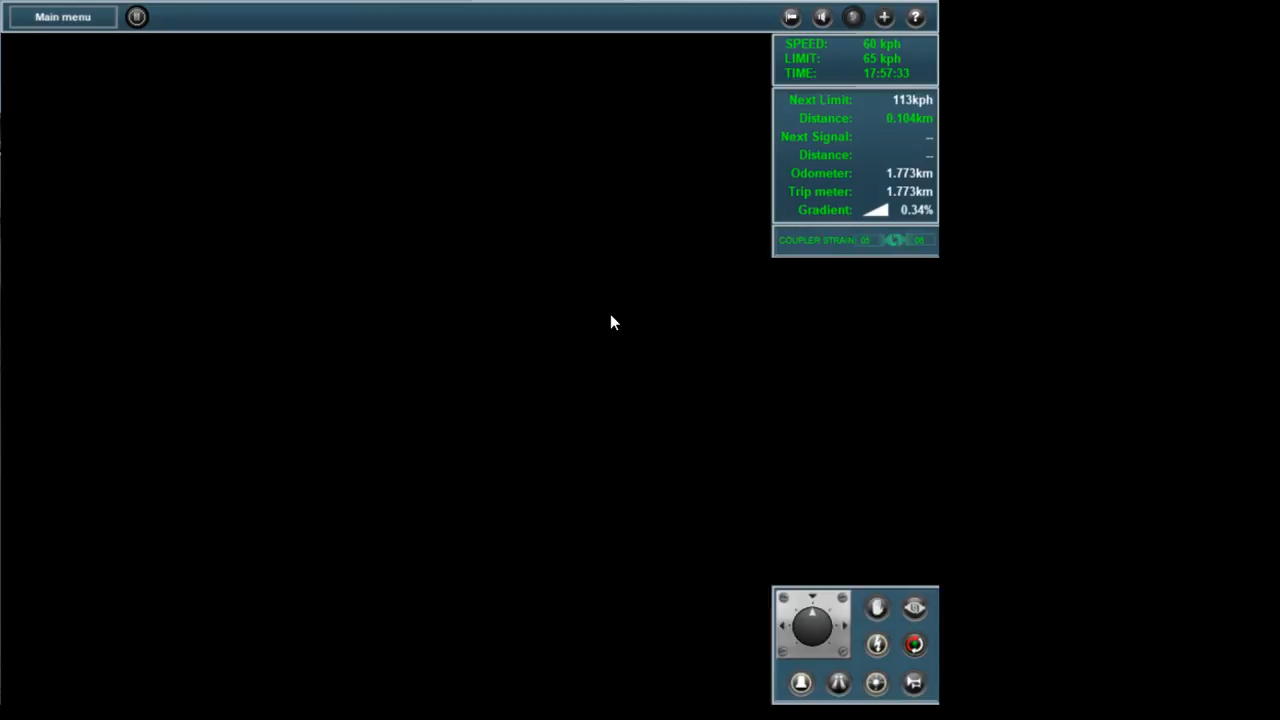 Main menu
SPEED: 60 kph
LIMIT: 65 kph
TIME: 17:57:33
Next Limit: 113kph
Distance: 0.104km
Next Signal: --
Distance: --
Odometer: 1.773km
Trip meter: 1.773km
Gradient: 0.34%
COUPLER STRAIN